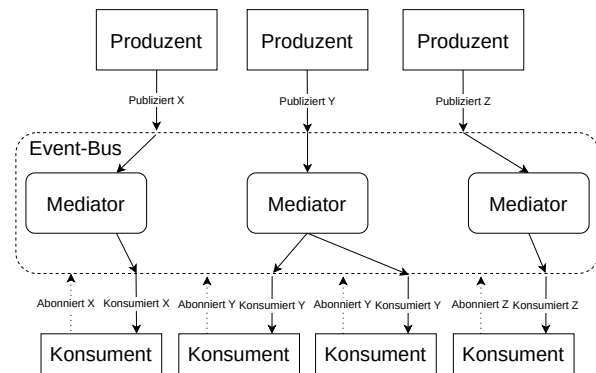 Produzent
Produzent
Produzent
Publiziert X
Publiziert Y
Publiziert Z
Event-Bus
Mediator
Mediator
Mediator
Abonniert X
Konsumiert X
Abonniert Y
Konsumiert Y
Abonniert Y
Konsumiert Y
Abonniert Z
Konsumiert Z
Konsument
Konsument
Konsument
Konsument